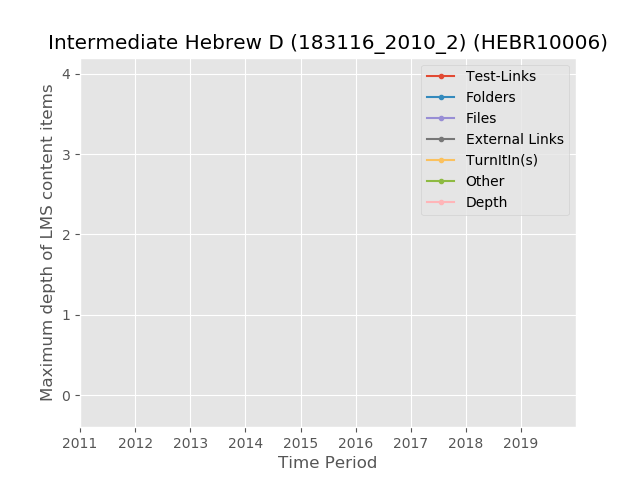 Intermediate Hebrew D (183116_2010_2) (HEBR10006)
Maximum depth of LMS content items
4
3
2
1
0
Test-Links
Folders
Files
External Links
TurnItIn(s)
Other
Depth
2011 2012 2013 2014 2015 2016 2017 2018 2019
Time Period